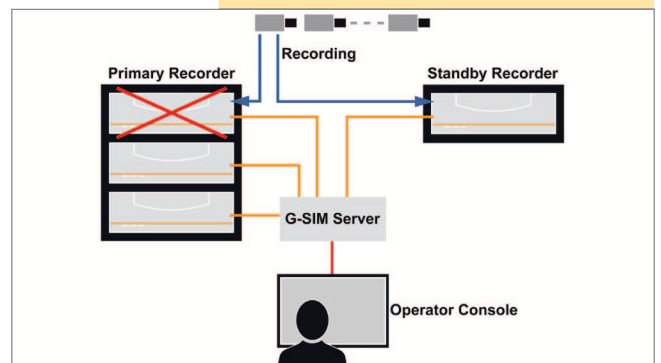 Recording
Primary Recorder
Standby Recorder
G-SIM Server
Operator Console